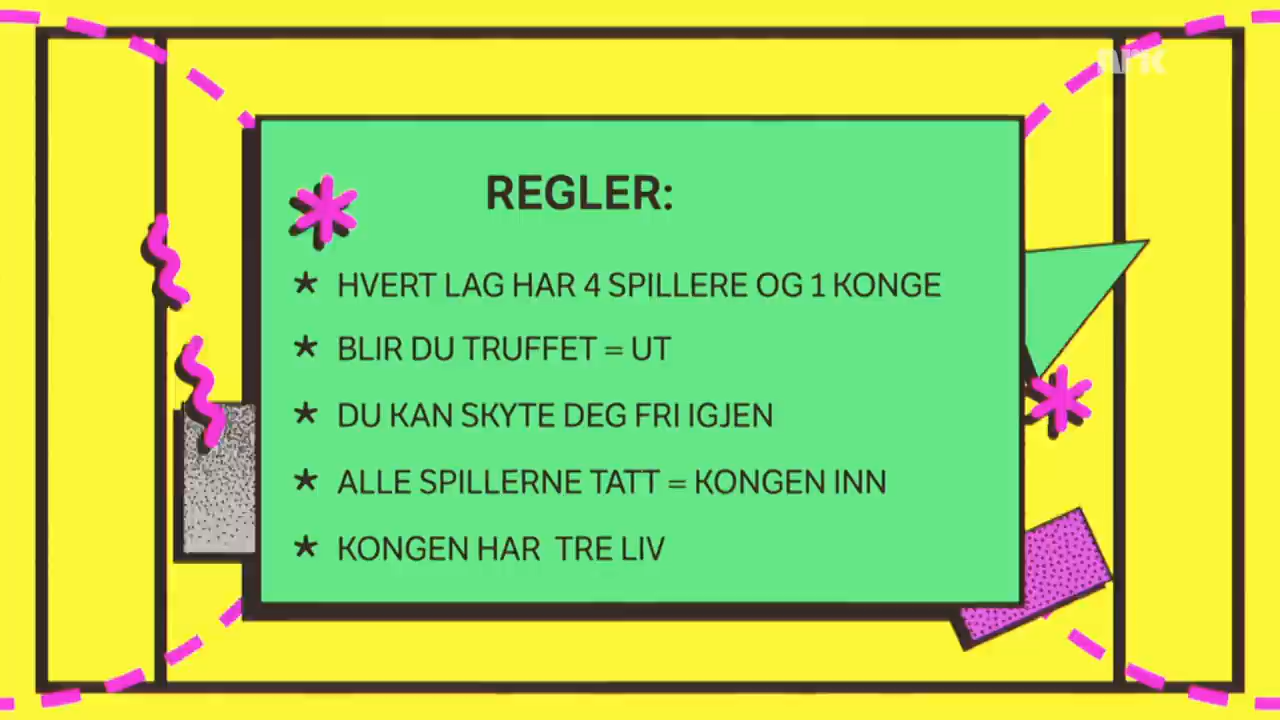 nrk
REGLER:
* HVERT LAG HAR 4 SPILLERE OG 1 KONGE
* BLIR DU TRUFFET = UT
* DU KAN SKYTE DEG FRI IGJEN
* ALLE SPILLERNE TATT = KONGEN INN
* KONGEN HAR TRE LIV